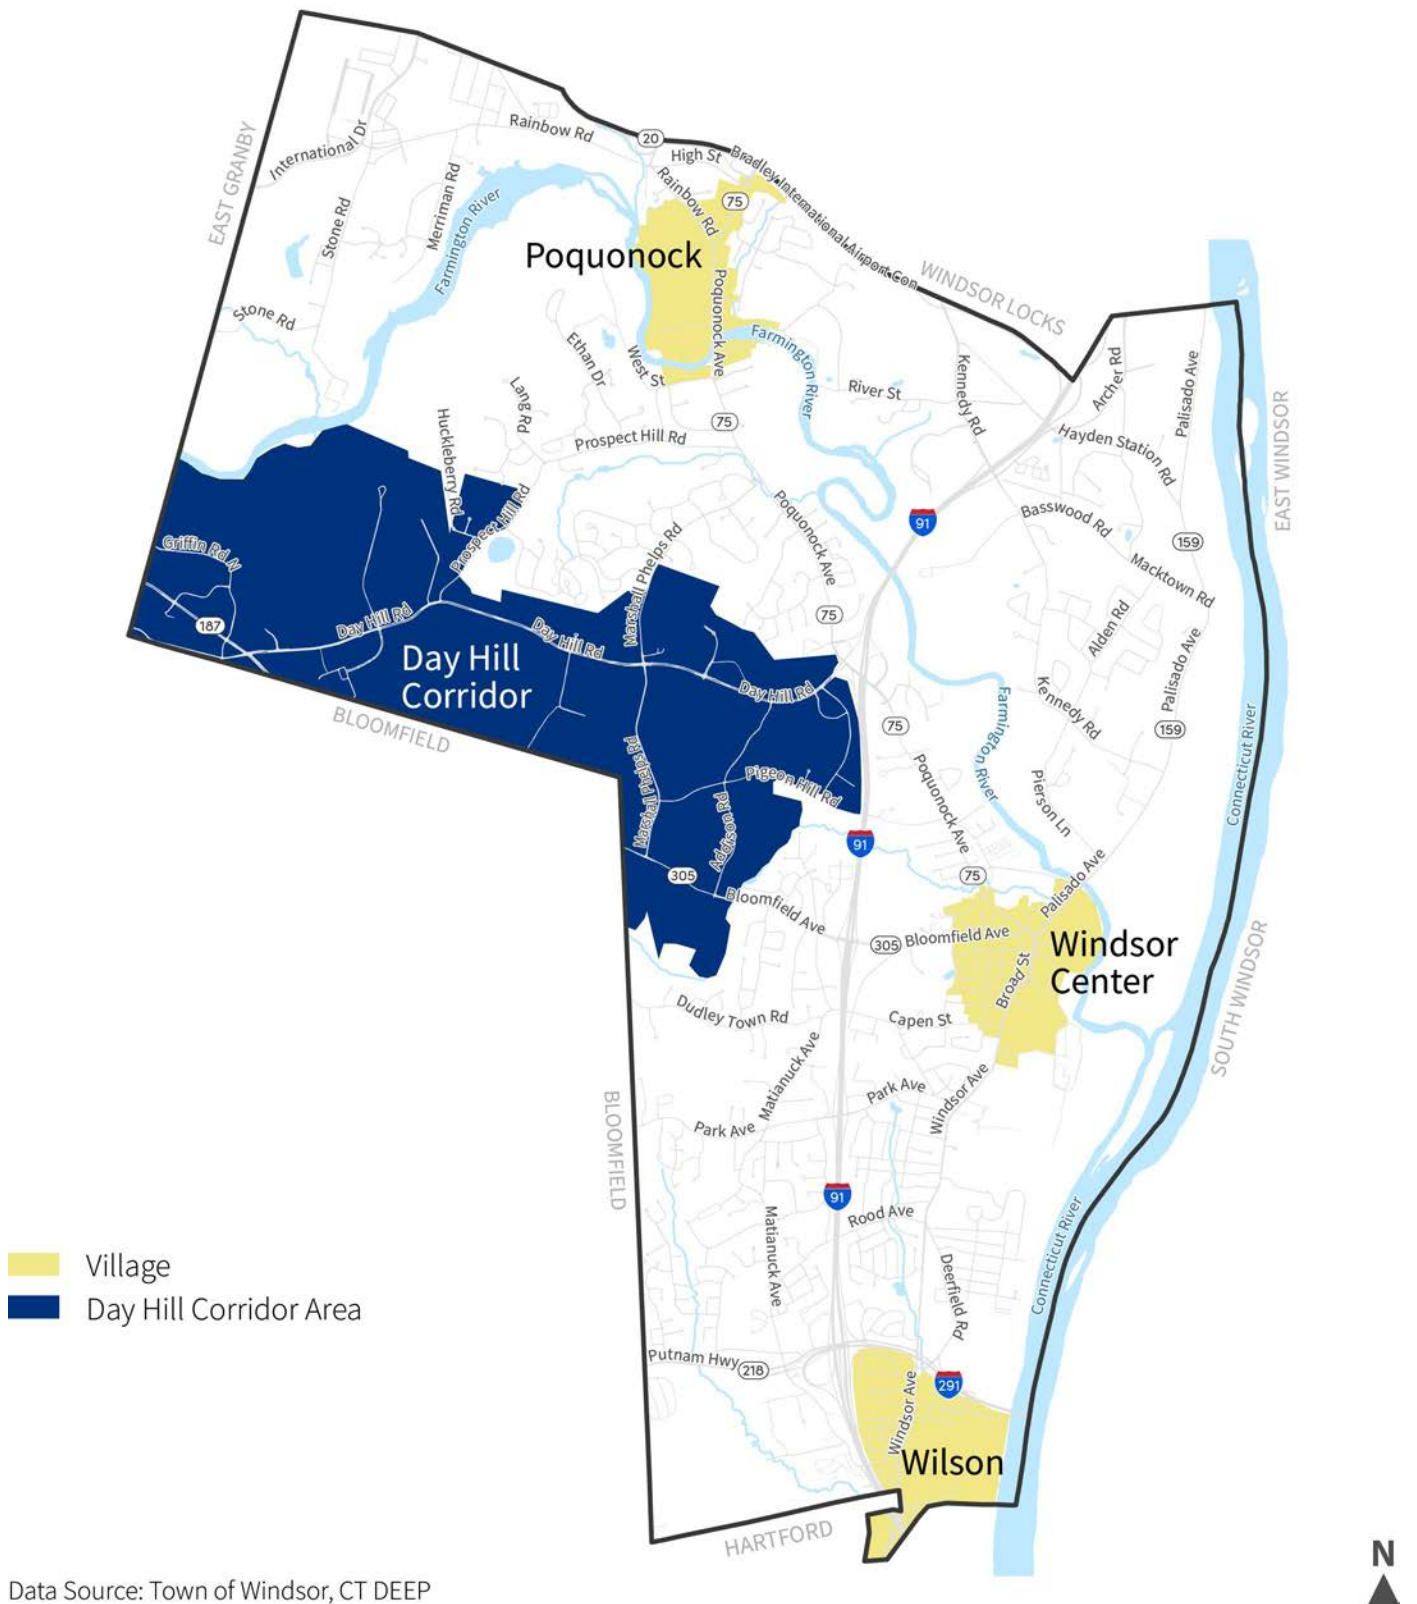 Rainbow Rd
20
High St
Bradley International Airport Con
International Dr
EAST GRANBY
Merriman Rd
Rainbow Rd
75
Stone Rd
Farmington River
Poquonock
WINDSOR LOCKS
Poquonock Ave
Stone Rd
Farmington River
Ethan Dr
West St
Kennedy Rd
Archer Rd
Palisado Ave
River St
Lang Rd
EAST WINDSOR
Huckleberry Rd
75
Prospect Hill Rd
Hayden Station Rd
Prospect Hill Rd
Poquonock Ave
91
Basswood Rd
159
Griffin Rd N
Marshall Phelps Rd
Macktown Rd
187
Day Hill Rd
Day Hill Rd
75
Alden Rd
Palisado Ave
Day Hill
Corridor
Day Hill Rd
Kennedy Rd
Farmington River
BLOOMFIELD
75
159
Connecticut River
Marshall Phelps Rd
Pigeon Hill Rd
Poquonock Ave
Pierson Ln
Addison Rd
91
305
75
Palisado Ave
Bloomfield Ave
305
Bloomfield Ave
Windsor
Center
Broad St
SOUTH WINDSOR
Dudley Town Rd
Capen St
Matianuck Ave
Park Ave
Windsor Ave
BLOOMFIELD
Park Ave
91
Rood Ave
Matianuck Ave
Connecticut River
Village
Deerfield Rd
Day Hill Corridor Area
Putnam Hwy
218
291
Windsor Ave
Wilson
HARTFORD
N
Data Source: Town of Windsor, CT DEEP